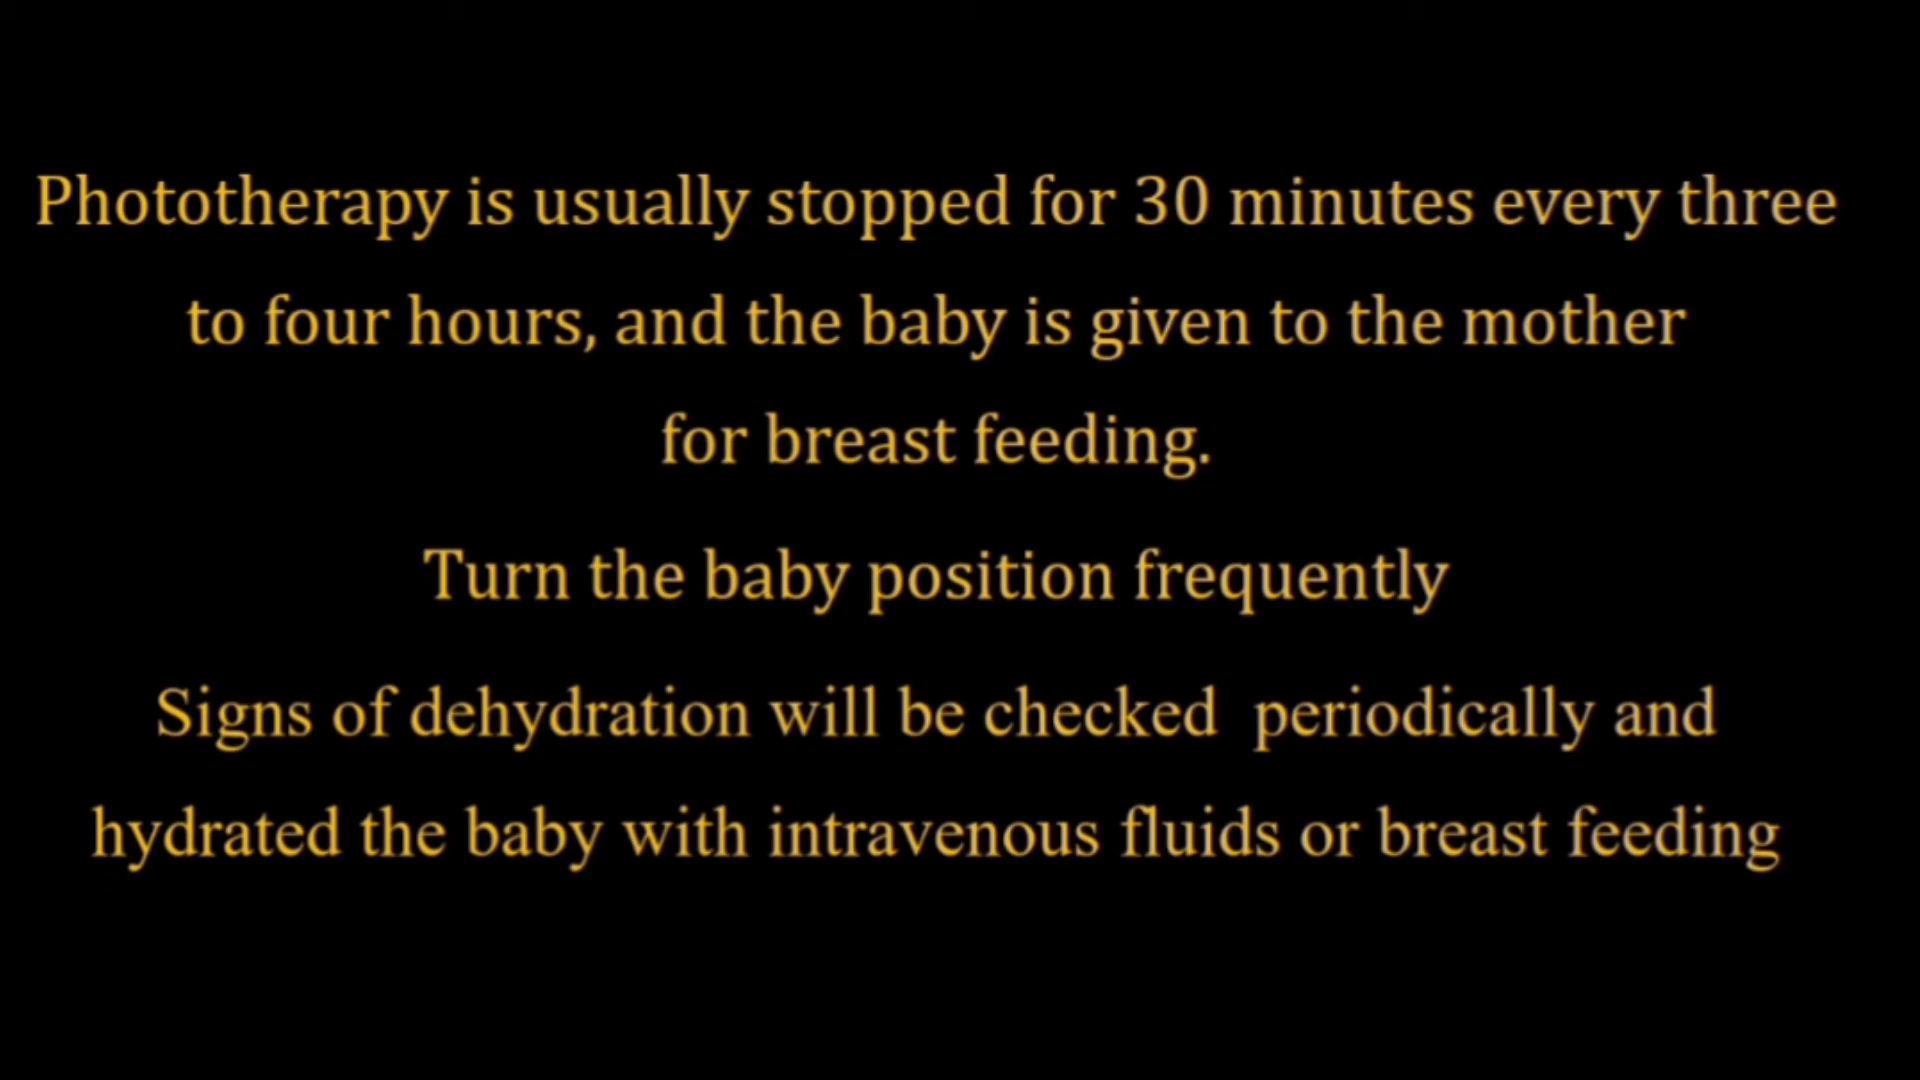 Phototherapy is usually stopped for 30 minutes every three
to four hours, and the baby is given to the mother
for breast feeding.
Turn the baby position frequently
Signs of dehydration will be checked  periodically and
hydrated the baby with intravenous fluids or breast feeding